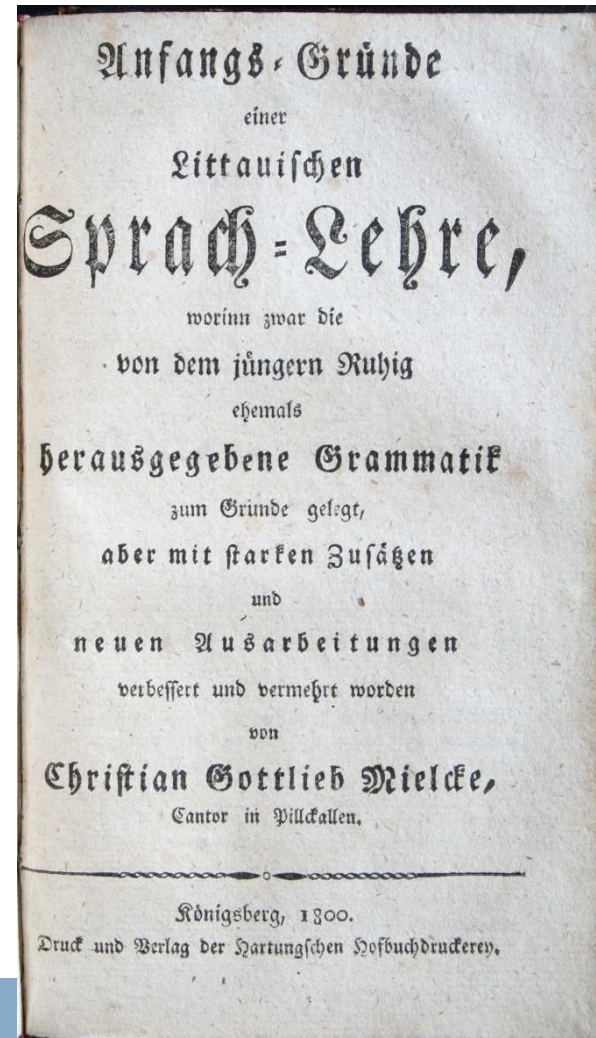 Anfangs-Gründe
einer
Littauischen
Sprach-Lehre,
worinn zwar die
von dem jüngern Ruhig
ehemals
herausgegebene Grammatik
zum Grunde gelegt,
aber mit starken Zusätzen
und
neuen Ausarbeitungen
verbessert und vermehrt worden
von
Christian Gottlieb Mielcke,
Cantor in Pillckallen.
Königsberg, 1800.
Druck und Verlag der Hartungschen Hofbuchdruckerey.